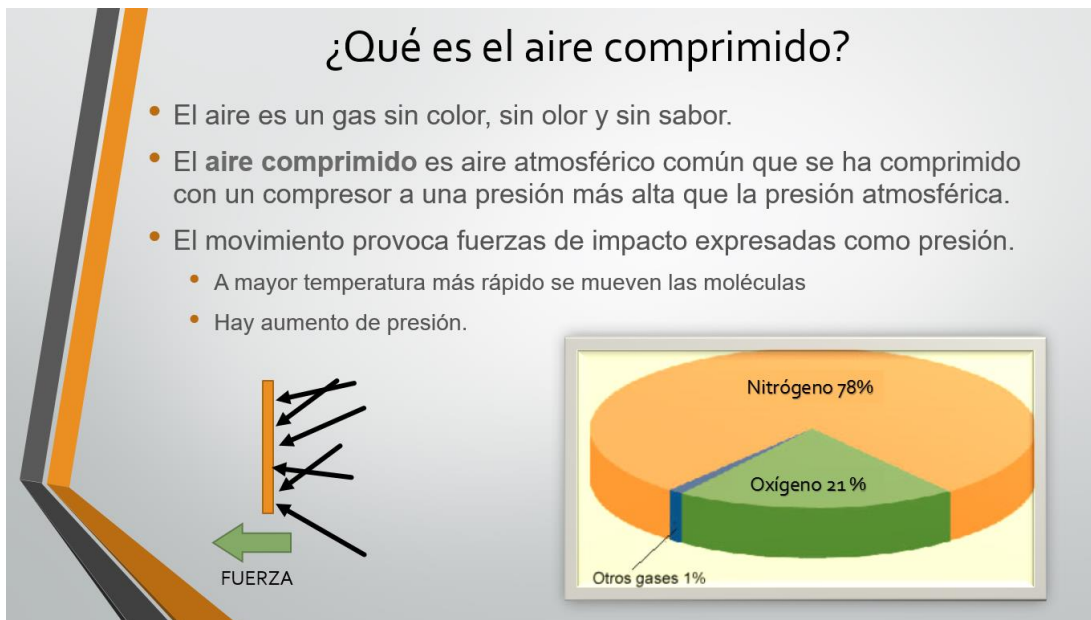 ¿Qué es el aire comprimido?
• El aire es un gas sin color, sin olor y sin sabor.
• El aire comprimido es aire atmosférico común que se ha comprimido
con un compresor a una presión más alta que la presión atmosférica.
• El movimiento provoca fuerzas de impacto expresadas como presión.
• A mayor temperatura más rápido se mueven las moléculas
• Hay aumento de presión.
Nitrógeno 78%
Oxígeno 21%
Otros gases 1%
FUERZA